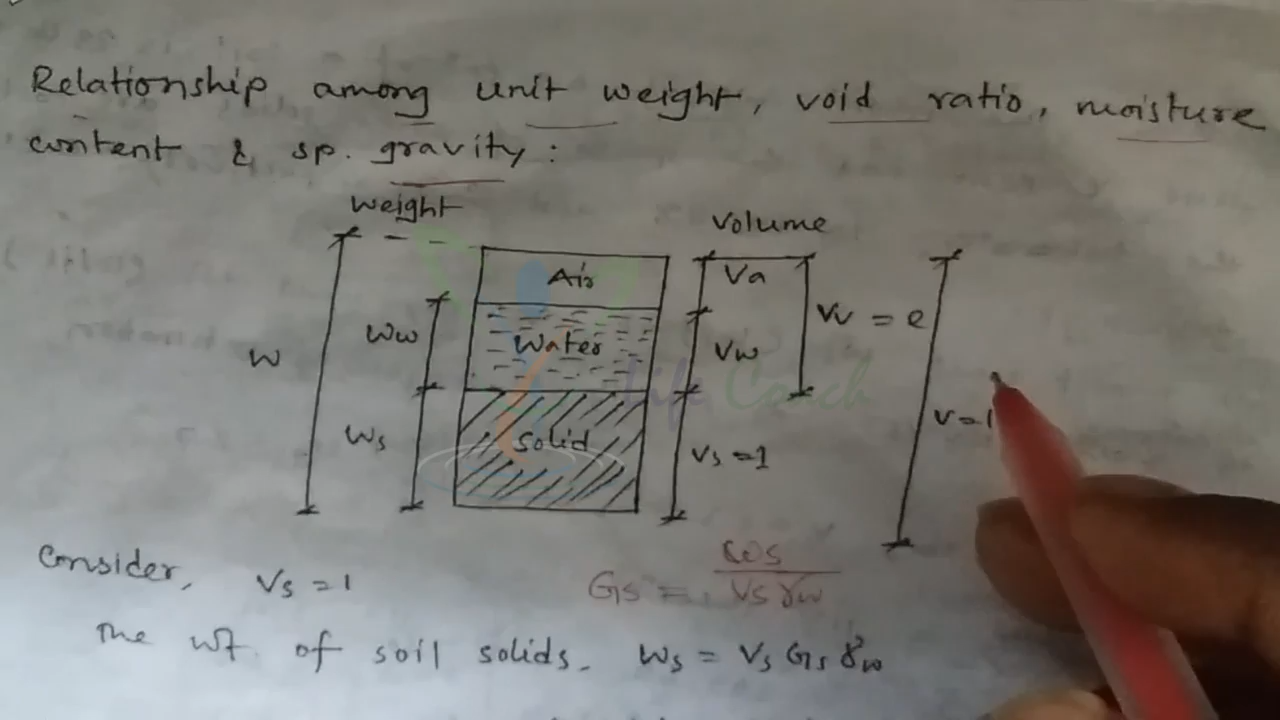 Relationship among unit weight, void ratio, moisture
content & sp. gravity :
weight
volume
Air
Va
Vv = e
Ww
Water
Vw
W
V=1
Ws
Solid
Vs =1
Life Coach
Consider, Vs =1
Gs = ws / Vs γw
The wt. of soil solids. Ws = Vs Gs γw